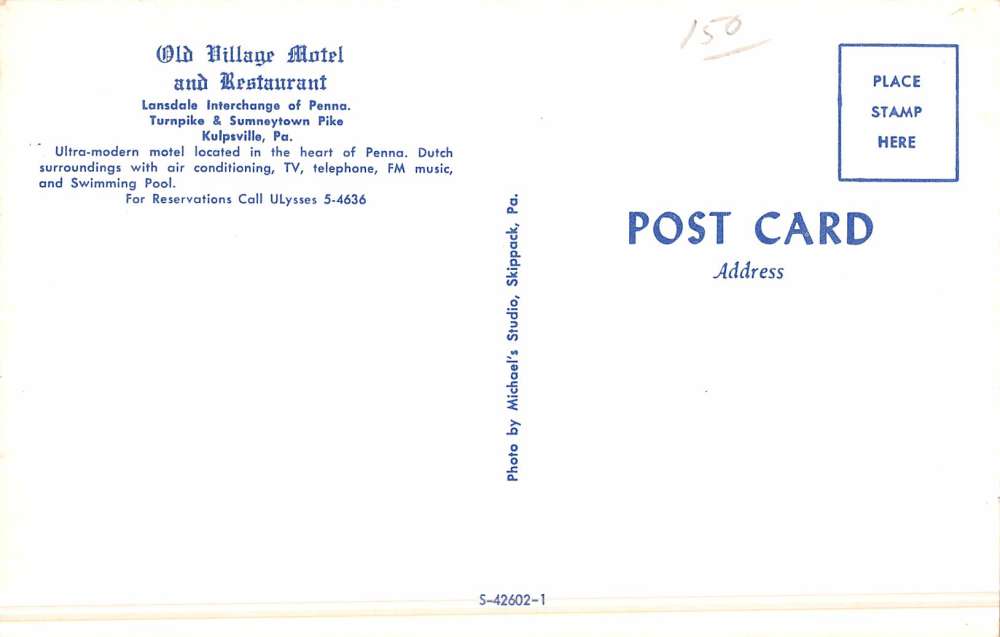 Old Village Motel
and Restaurant
Lansdale Interchange of Penna.
Turnpike & Sumneytown Pike
Kulpsville, Pa.
Ultra-modern motel located in the heart of Penna. Dutch
surroundings with air conditioning, TV, telephone, FM music,
and Swimming Pool.
For Reservations Call ULysses 5-4636
Photo by Michael's Studio, Skippack, Pa.
S-42602-1
150
PLACE
STAMP
HERE
POST CARD
Address